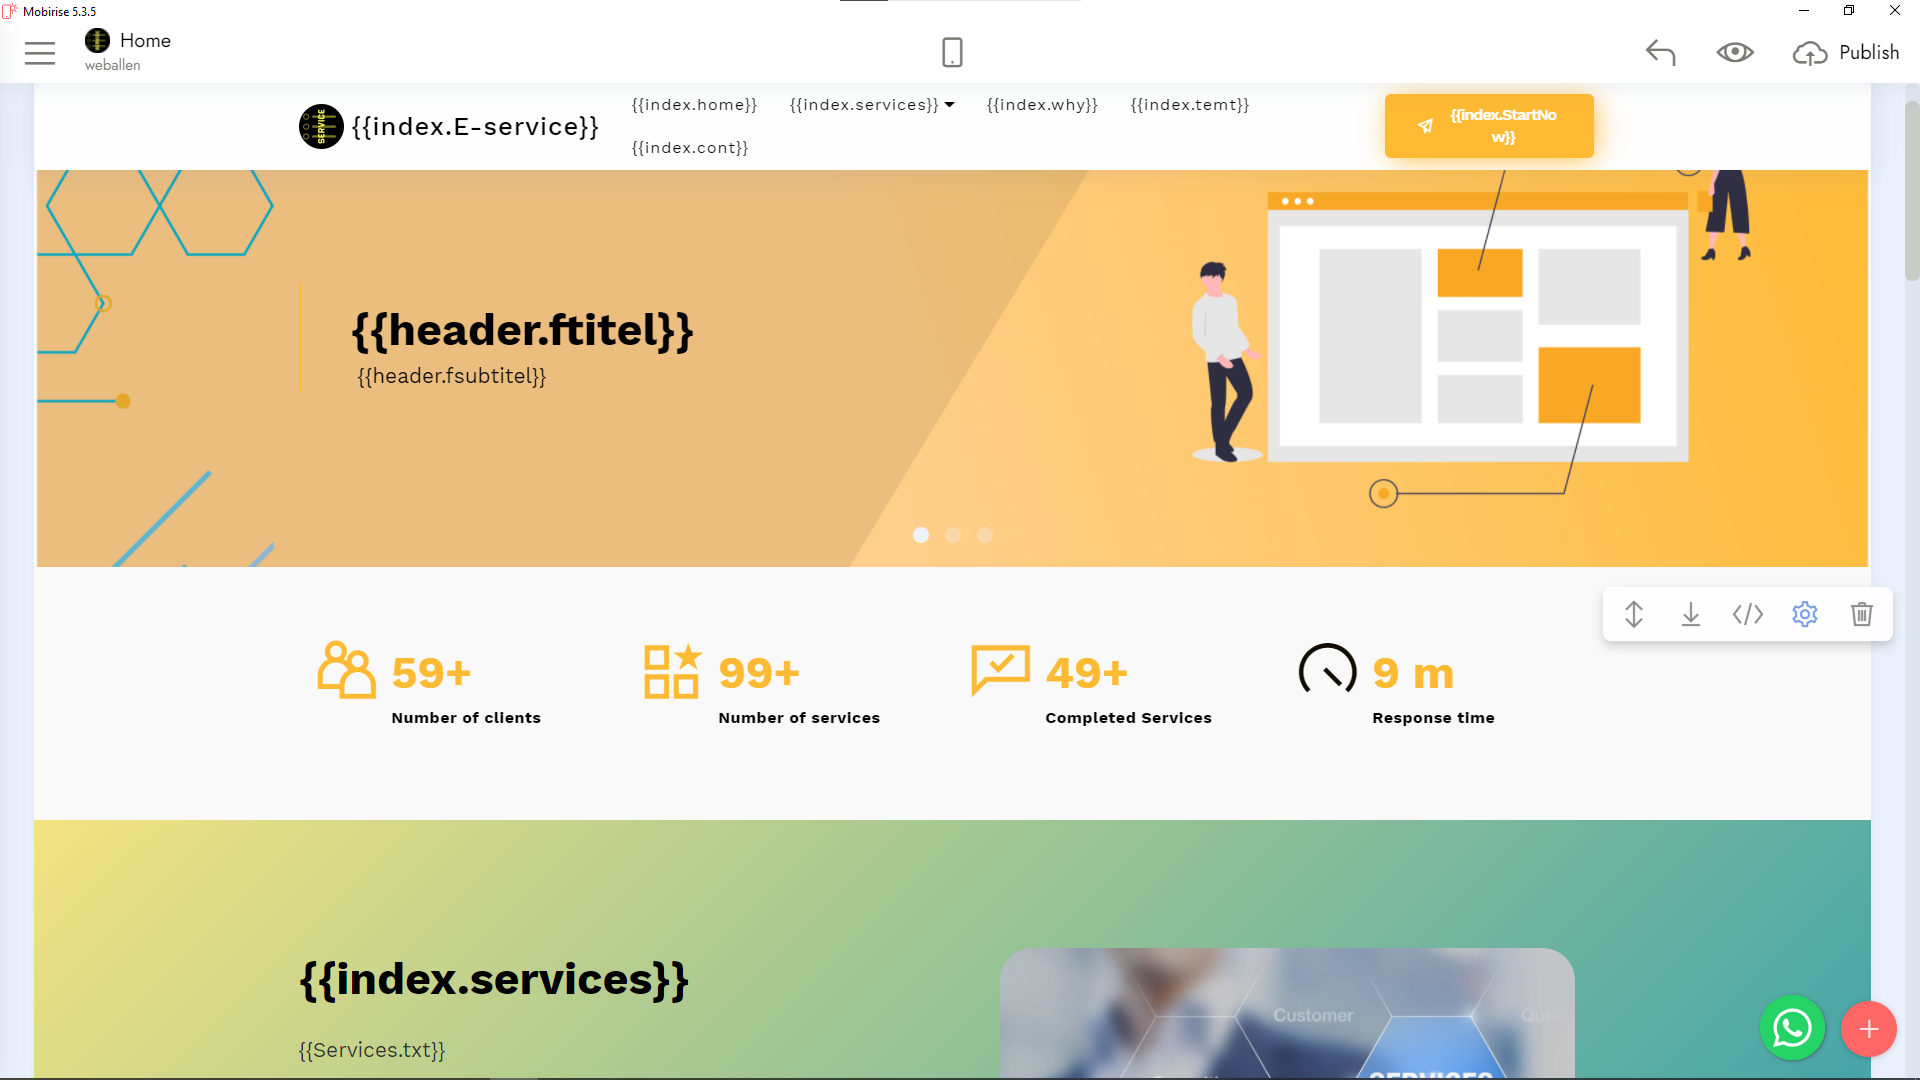 Mobirise 5.3.5
Home
weballen
Publish
SERVICE
{{index.E-service}}
{{index.home}}
{{index.services}}
{{index.why}}
{{index.temt}}
{{index.cont}}
{{index.StartNo
w}}
{{header.ftitel}}
{{header.fsubtitel}}
59+
Number of clients
99+
Number of services
49+
Completed Services
9 m
Response time
{{index.services}}
{{Services.txt}}
Customer
SERVICES